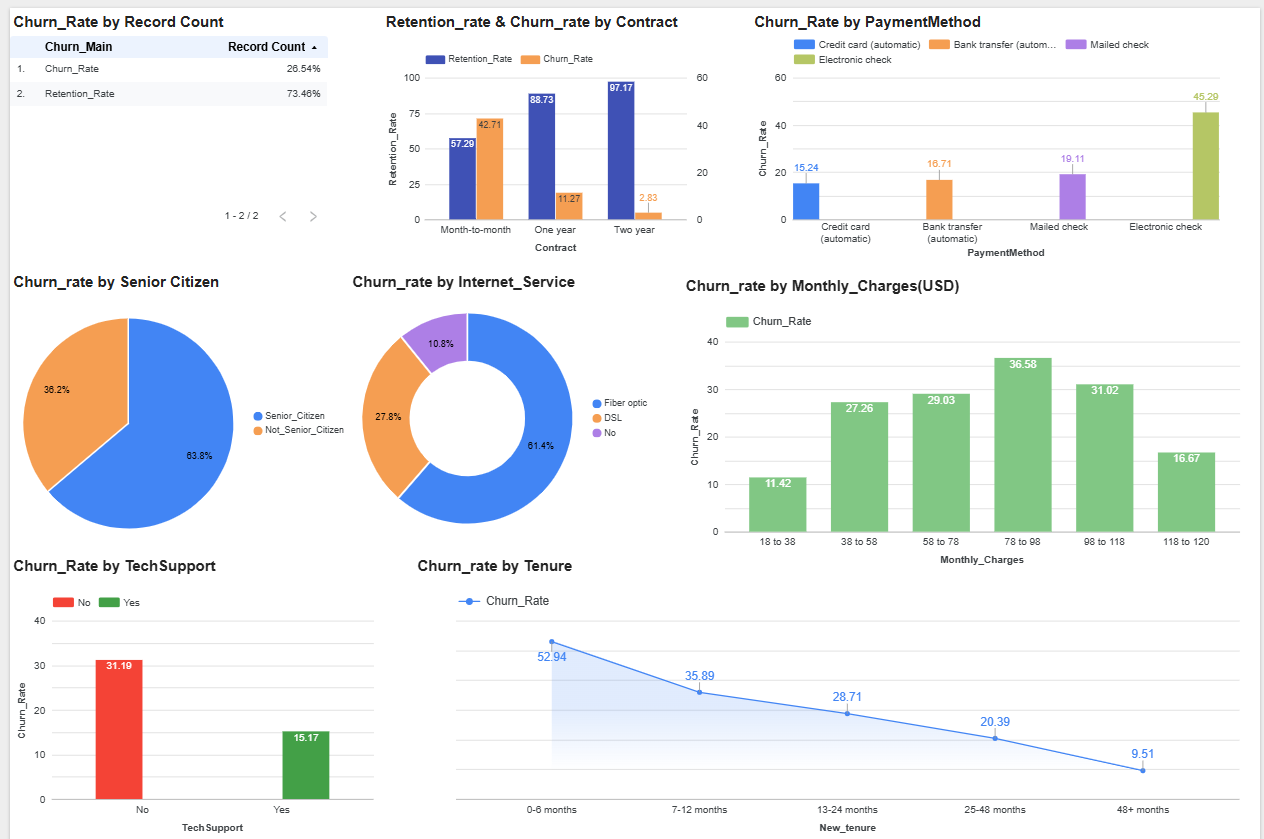 Churn_Rate by Record Count
Churn_Main Record Count
1. Churn_Rate 26.54%
2. Retention_Rate 73.46%
1 - 2 / 2
Retention_rate & Churn_rate by Contract
Retention_Rate Churn_Rate
100 60
75
40
50
20
25
0 0
Retention_Rate
57.29 42.71 88.73 11.27 97.17 2.83
Month-to-month One year Two year
Contract
Churn_Rate by PaymentMethod
Credit card (automatic) Bank transfer (autom... Mailed check
Electronic check
60
40
20
0
Churn_Rate
15.24 16.71 19.11 45.29
Credit card Bank transfer Mailed check Electronic check
(automatic) (automatic)
PaymentMethod
Churn_rate by Senior Citizen
36.2%
63.8%
Senior_Citizen
Not_Senior_Citizen
Churn_rate by Internet_Service
10.8%
27.8%
61.4%
Fiber optic
DSL
No
Churn_rate by Monthly_Charges(USD)
Churn_Rate
40
30
20
10
0
Churn_Rate
11.42 27.26 29.03 36.58 31.02 16.67
18 to 38 38 to 58 58 to 78 78 to 98 98 to 118 118 to 120
Monthly_Charges
Churn_Rate by TechSupport
No Yes
40
30
20
10
0
Churn_Rate
31.19 15.17
No Yes
TechSupport
Churn_rate by Tenure
Churn_Rate
52.94 35.89 28.71 20.39 9.51
0-6 months 7-12 months 13-24 months 25-48 months 48+ months
New_tenure